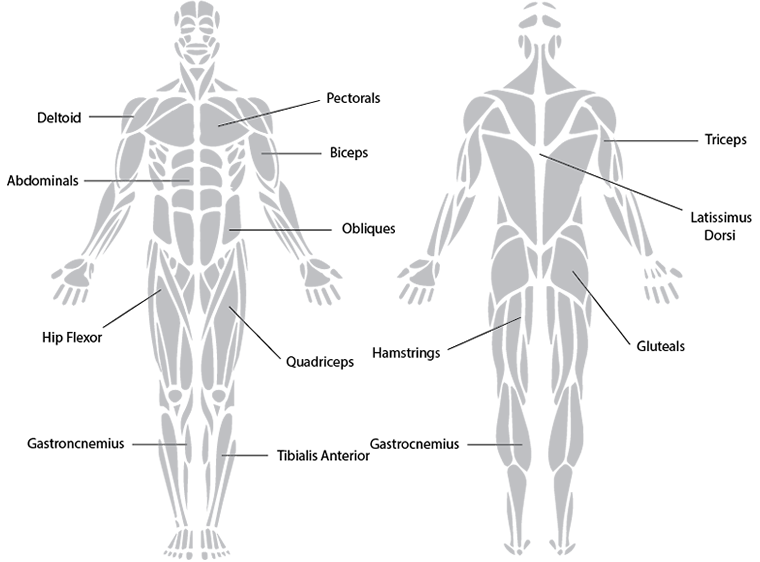 Pectorals
Deltoid
Biceps
Abdominals
Obliques
Hip Flexor
Quadriceps
Gastroncnemius
Tibialis Anterior
Triceps
Latissimus
Dorsi
Hamstrings
Gluteals
Gastrocnemius